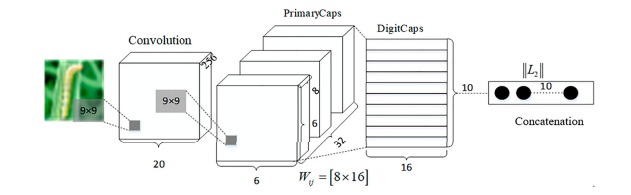 PrimaryCaps
DigitCaps
Convolution
256
9×9
9×9
8
6
32
20
6
W_ij = [8×16]
16
10
‖L₂‖
10
Concatenation